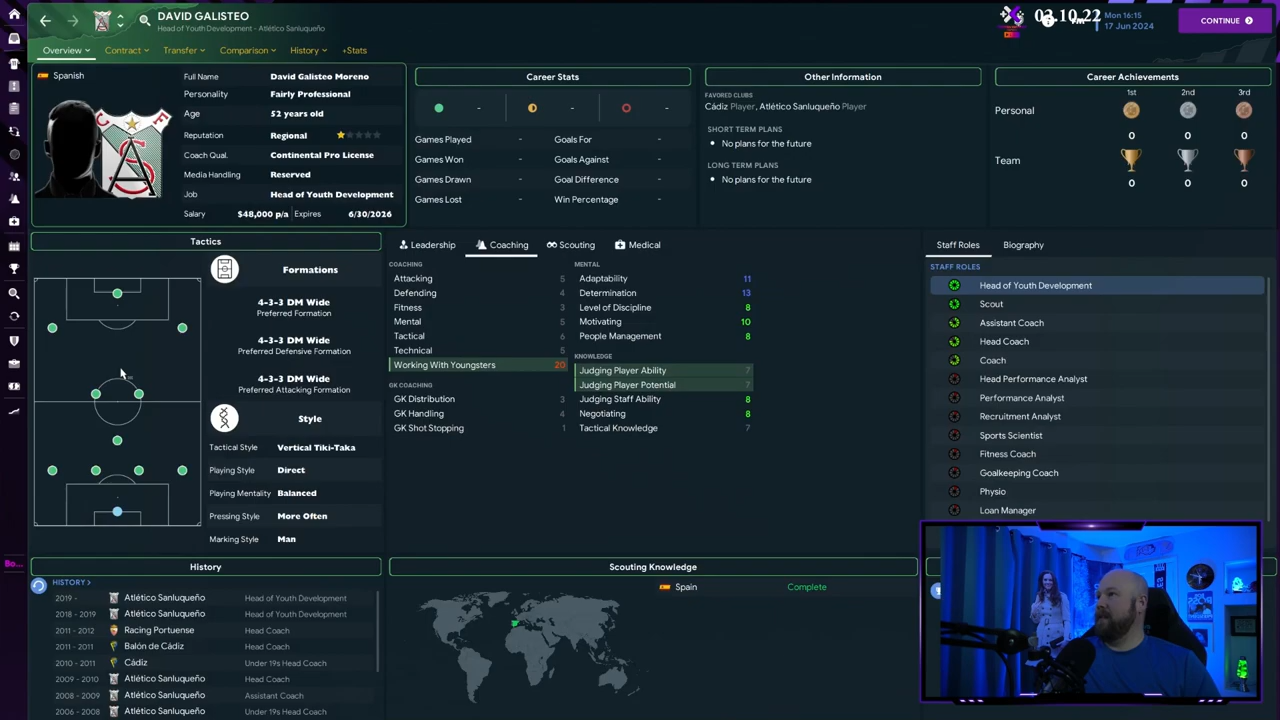 DAVID GALISTEO
Head of Youth Development - Atlético Sanluqueño
03.10.22
Mon 16:15
17 Jun 2024
CONTINUE
Overview
Contract
Transfer
Comparison
History
+Stats
Spanish
Full Name David Galisteo Moreno
Personality Fairly Professional
Age 52 years old
Reputation Regional
Coach Qual. Continental Pro License
Media Handling Reserved
Job Head of Youth Development
Salary $48,000 p/a Expires 6/30/2026
Career Stats
- - -
Games Played - Goals For -
Games Won - Goals Against -
Games Drawn - Goal Difference -
Games Lost - Win Percentage -
Other Information
FAVORED CLUBS
Cádiz Player, Atlético Sanluqueño Player
SHORT TERM PLANS
• No plans for the future
LONG TERM PLANS
• No plans for the future
Career Achievements
1st 2nd 3rd
Personal
0 0 0
Team
0 0 0
Tactics
Formations
4-3-3 DM Wide
Preferred Formation
4-3-3 DM Wide
Preferred Defensive Formation
4-3-3 DM Wide
Preferred Attacking Formation
Style
Tactical Style Vertical Tiki-Taka
Playing Style Direct
Playing Mentality Balanced
Pressing Style More Often
Marking Style Man
Leadership
Coaching
Scouting
Medical
COACHING
Attacking 5
Defending 4
Fitness 3
Mental 5
Tactical 6
Technical 5
Working With Youngsters 20
GK COACHING
GK Distribution 3
GK Handling 4
GK Shot Stopping 1
MENTAL
Adaptability 11
Determination 13
Level of Discipline 8
Motivating 10
People Management 8
KNOWLEDGE
Judging Player Ability 7
Judging Player Potential 7
Judging Staff Ability 8
Negotiating 8
Tactical Knowledge 7
Staff Roles
Biography
STAFF ROLES
Head of Youth Development
Scout
Assistant Coach
Head Coach
Coach
Head Performance Analyst
Performance Analyst
Recruitment Analyst
Sports Scientist
Fitness Coach
Goalkeeping Coach
Physio
Loan Manager
Bo...
History
HISTORY >
2019 - Atlético Sanluqueño Head of Youth Development
2018 - 2019 Atlético Sanluqueño Head of Youth Development
2011 - 2012 Racing Portuense Head Coach
2011 - 2011 Balón de Cádiz Head Coach
2010 - 2011 Cádiz Under 19s Head Coach
2009 - 2010 Atlético Sanluqueño Head Coach
2008 - 2009 Atlético Sanluqueño Assistant Coach
2006 - 2008 Atlético Sanluqueño Under 19s Head Coach
Scouting Knowledge
Spain Complete